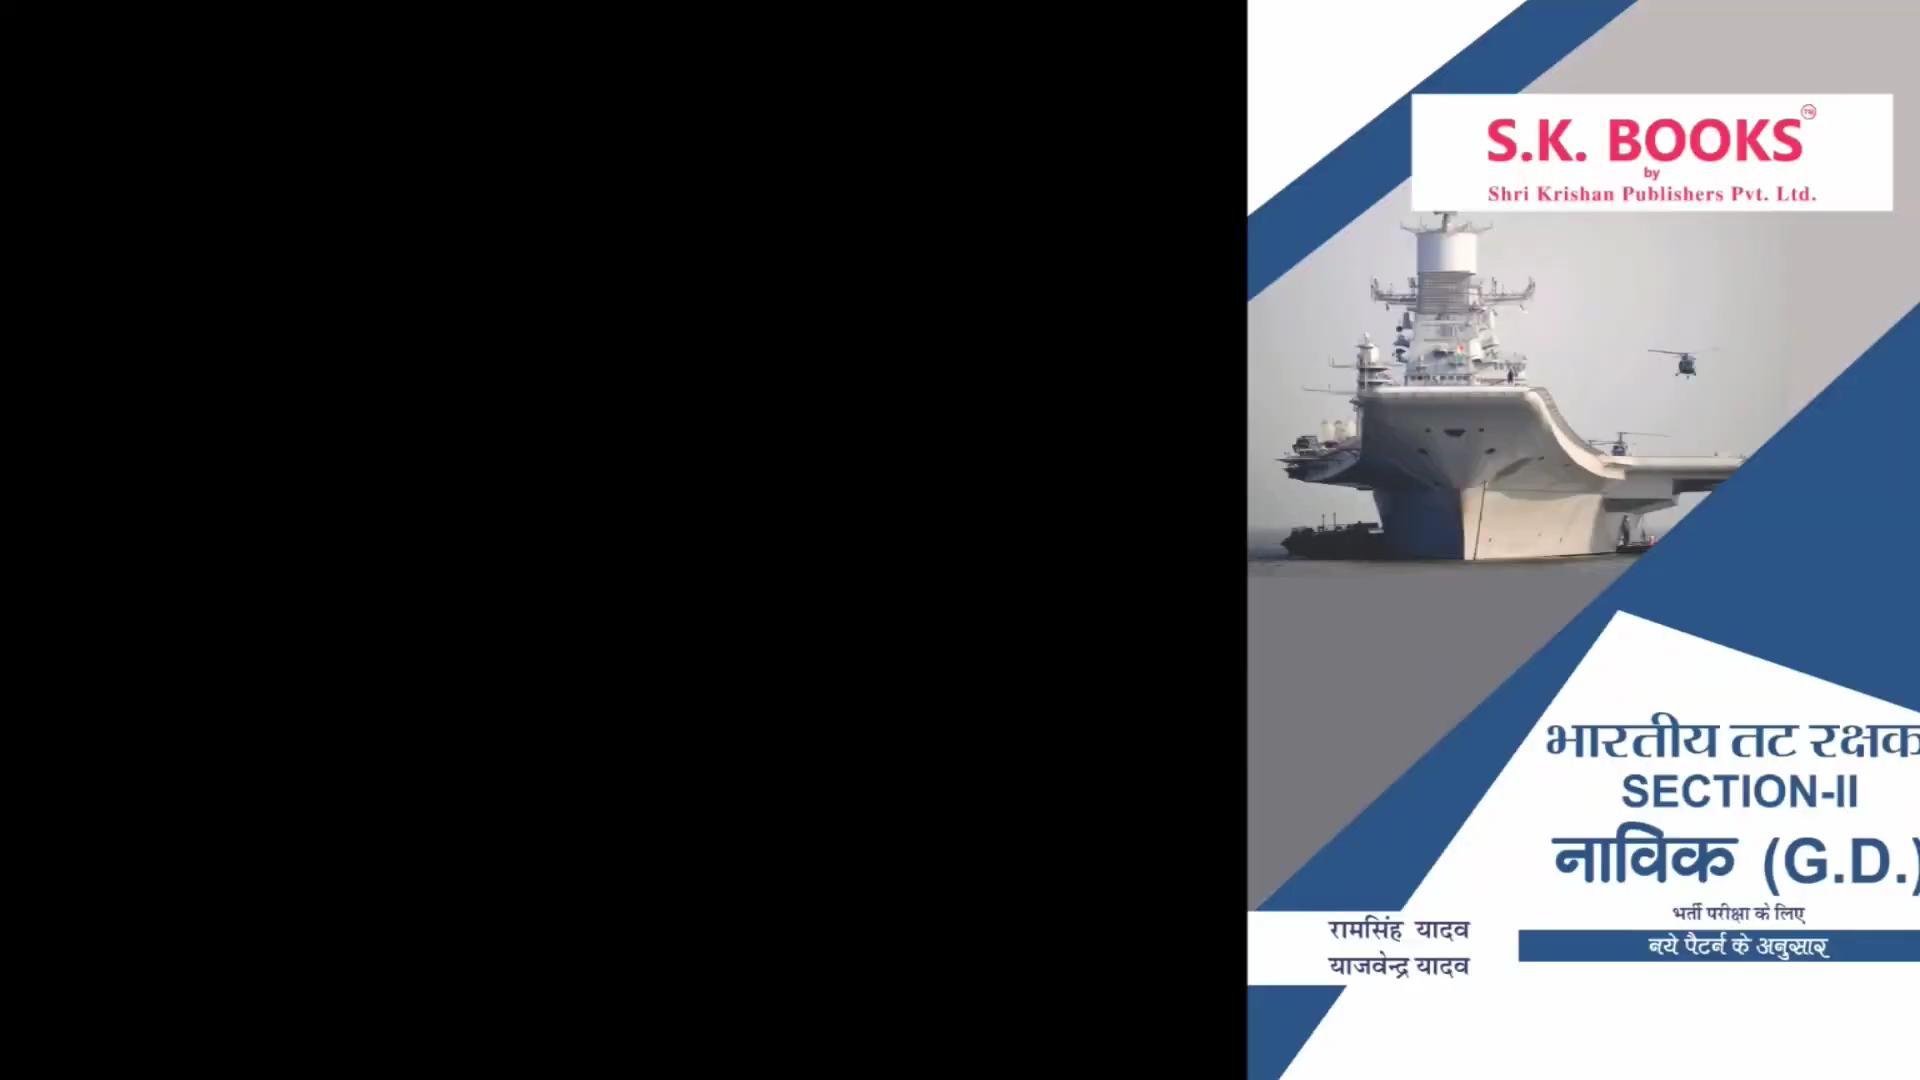 S.K. BOOKS™
by
Shri Krishan Publishers Pvt. Ltd.
भारतीय तट रक्षक
SECTION-II
नाविक (G.D.)
भर्ती परीक्षा के लिए
नये पैटर्न के अनुसार
रामसिंह यादव
याजवेन्द्र यादव